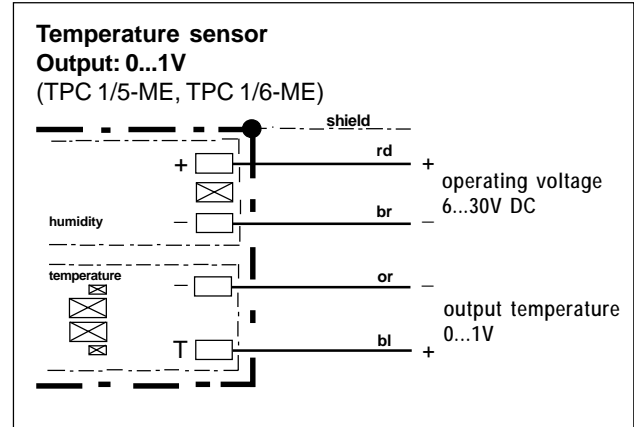 Temperature sensor
Output: 0...1V
(TPC 1/5-ME, TPC 1/6-ME)
shield
+ rd +
operating voltage
6...30V DC
humidity – br –
temperature – or –
output temperature
0...1V
T bl +